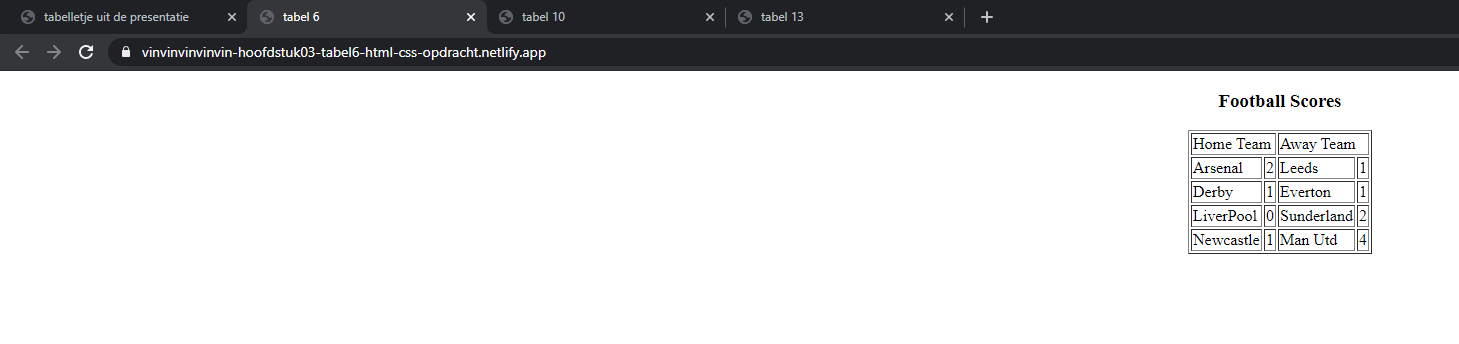 tabelletje uit de presentatie tabel 6 tabel 10 tabel 13
vinvinvinvinvin-hoofdstuk03-tabel6-html-css-opdracht.netlify.app
Football Scores
Home Team Away Team
Arsenal 2 Leeds 1
Derby 1 Everton 1
LiverPool 0 Sunderland 2
Newcastle 1 Man Utd 4